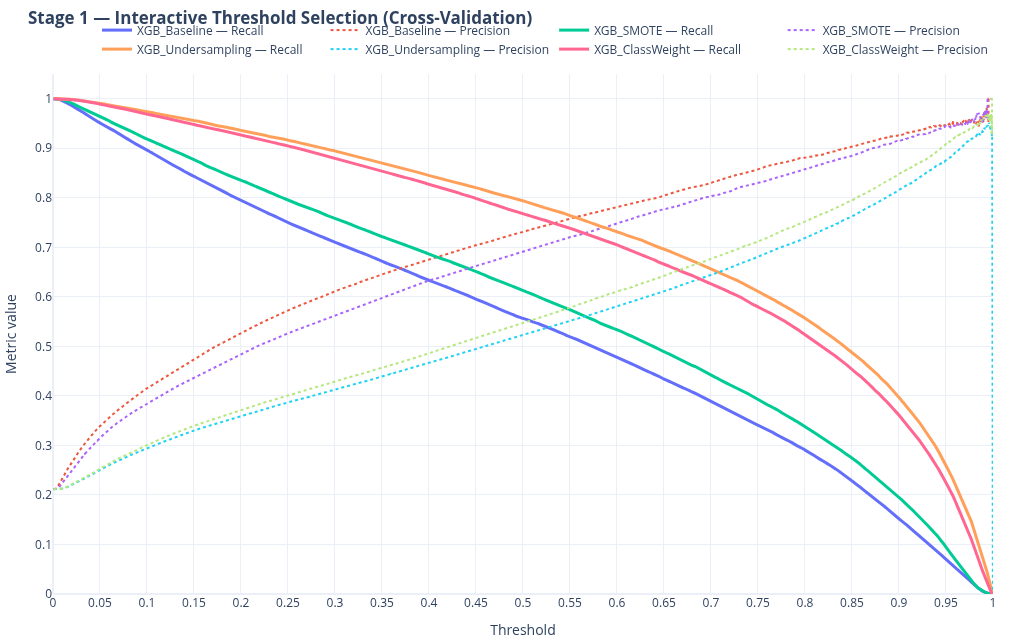 Stage 1 — Interactive Threshold Selection (Cross-Validation)
XGB_Baseline — Recall XGB_Baseline — Precision XGB_SMOTE — Recall XGB_SMOTE — Precision
XGB_Undersampling — Recall XGB_Undersampling — Precision XGB_ClassWeight — Recall XGB_ClassWeight — Precision
1
0.9
0.8
0.7
0.6
0.5
0.4
0.3
0.2
0.1
0
Metric value
0 0.05 0.1 0.15 0.2 0.25 0.3 0.35 0.4 0.45 0.5 0.55 0.6 0.65 0.7 0.75 0.8 0.85 0.9 0.95 1
Threshold